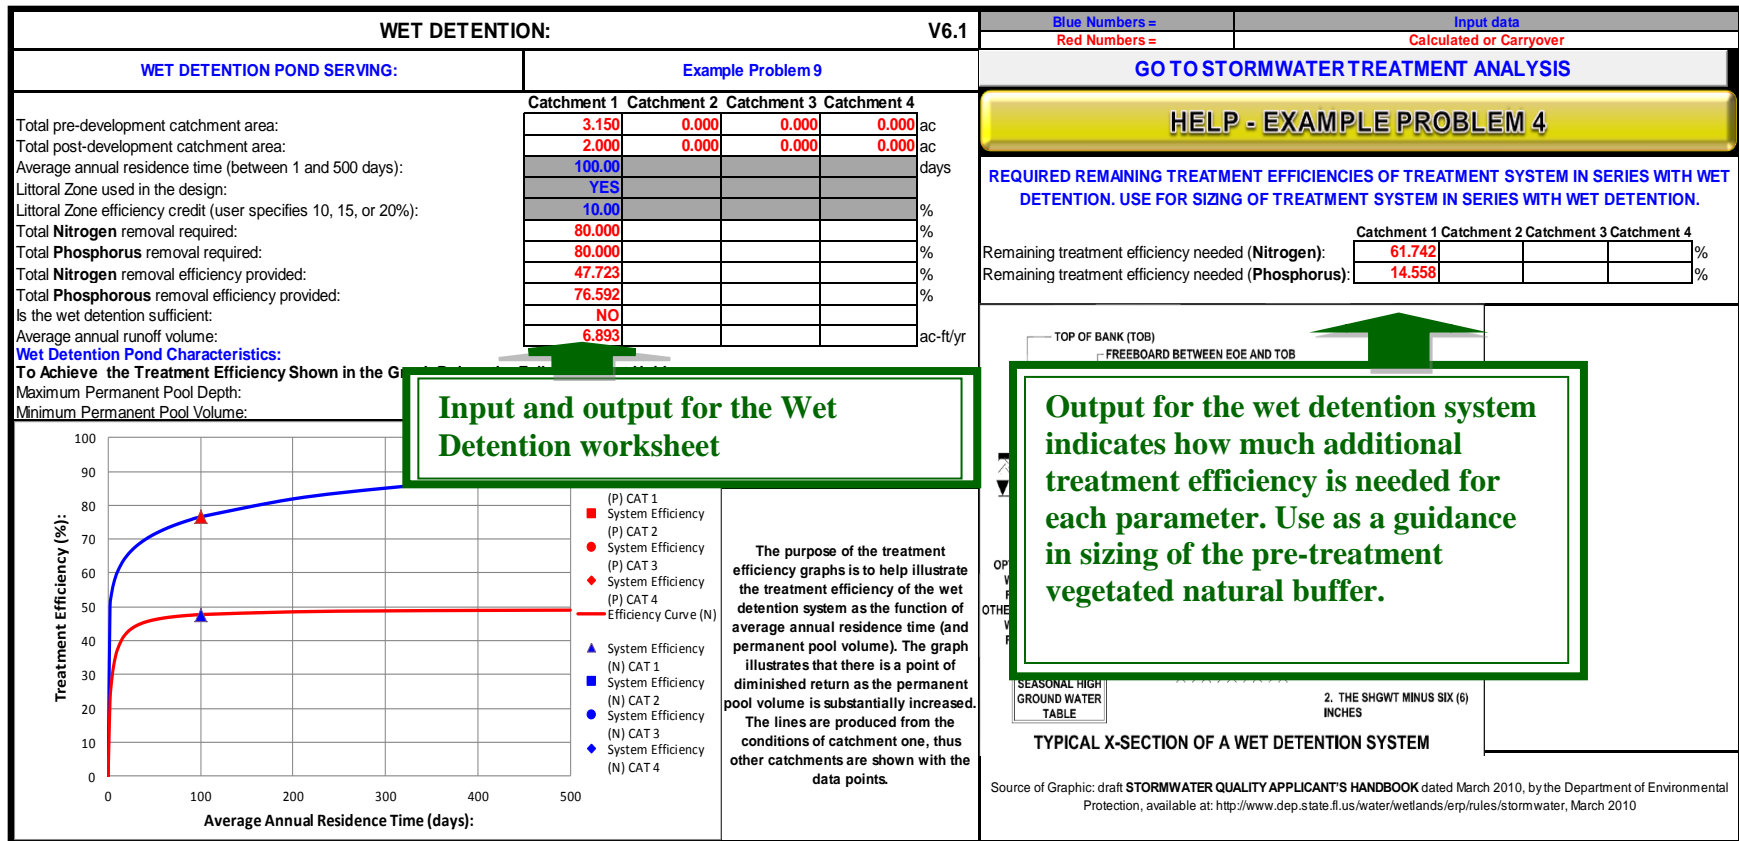 WET DETENTION: V6.1
Blue Numbers = Input data
Red Numbers = Calculated or Carryover
WET DETENTION POND SERVING: Example Problem 9
GO TO STORMWATER TREATMENT ANALYSIS
HELP - EXAMPLE PROBLEM 4
Catchment 1 Catchment 2 Catchment 3 Catchment 4
Total pre-development catchment area: 3.150 0.000 0.000 0.000 ac
Total post-development catchment area: 2.000 0.000 0.000 0.000 ac
Average annual residence time (between 1 and 500 days): 100.00 days
Littoral Zone used in the design: YES
Littoral Zone efficiency credit (user specifies 10, 15, or 20%): 10.00 %
Total Nitrogen removal required: 80.000 %
Total Phosphorus removal required: 80.000 %
Total Nitrogen removal efficiency provided: 47.723 %
Total Phosphorous removal efficiency provided: 76.592 %
Is the wet detention sufficient: NO
Average annual runoff volume: 6.893 ac-ft/yr
Wet Detention Pond Characteristics:
To Achieve the Treatment Efficiency Shown in the
Maximum Permanent Pool Depth:
Minimum Permanent Pool Volume:
REQUIRED REMAINING TREATMENT EFFICIENCIES OF TREATMENT SYSTEM IN SERIES WITH WET
DETENTION. USE FOR SIZING OF TREATMENT SYSTEM IN SERIES WITH WET DETENTION.
Catchment 1 Catchment 2 Catchment 3 Catchment 4
Remaining treatment efficiency needed (Nitrogen): 61.742 %
Remaining treatment efficiency needed (Phosphorus): 14.558 %
Input and output for the Wet
Detention worksheet
TOP OF BANK (TOB)
FREEBOARD BETWEEN EOE AND TOB
Output for the wet detention system
indicates how much additional
treatment efficiency is needed for
each parameter. Use as a guidance
in sizing of the pre-treatment
vegetated natural buffer.
Treatment Efficiency (%):
100
90
80
70
60
50
40
30
20
10
0
0 100 200 300 400 500
Average Annual Residence Time (days):
(P) CAT 1
System Efficiency
(P) CAT 2
System Efficiency
(P) CAT 3
System Efficiency
(P) CAT 4
Efficiency Curve (N)
System Efficiency
(N) CAT 1
System Efficiency
(N) CAT 2
System Efficiency
(N) CAT 3
System Efficiency
(N) CAT 4
The purpose of the treatment
efficiency graphs is to help illustrate
the treatment efficiency of the wet
detention system as the function of
average annual residence time (and
permanent pool volume). The graph
illustrates that there is a point of
diminished return as the permanent
pool volume is substantially increased.
The lines are produced from the
conditions of catchment one, thus
other catchments are shown with the
data points.
SEASONAL HIGH
GROUND WATER
TABLE
2. THE SHGWT MINUS SIX (6)
INCHES
TYPICAL X-SECTION OF A WET DETENTION SYSTEM
Source of Graphic: draft STORMWATER QUALITY APPLICANT'S HANDBOOK dated March 2010, by the Department of Environmental
Protection, available at: http://www.dep.state.fl.us/water/wetlands/erp/rules/stormwater, March 2010